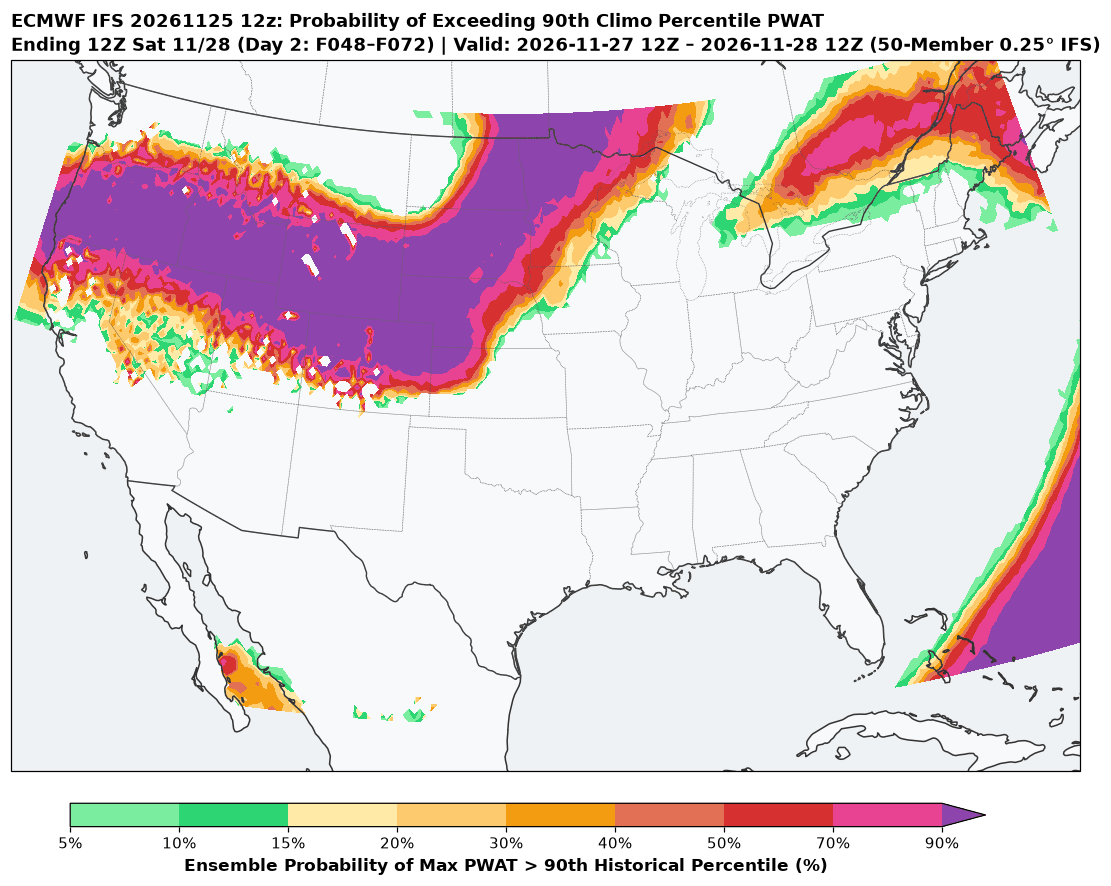 ECMWF IFS 20261125 12z: Probability of Exceeding 90th Climo Percentile PWAT
Ending 12Z Sat 11/28 (Day 2: F048–F072) | Valid: 2026-11-27 12Z – 2026-11-28 12Z (50-Member 0.25° IFS)
5% 10% 15% 20% 30% 40% 50% 70% 90%
Ensemble Probability of Max PWAT > 90th Historical Percentile (%)